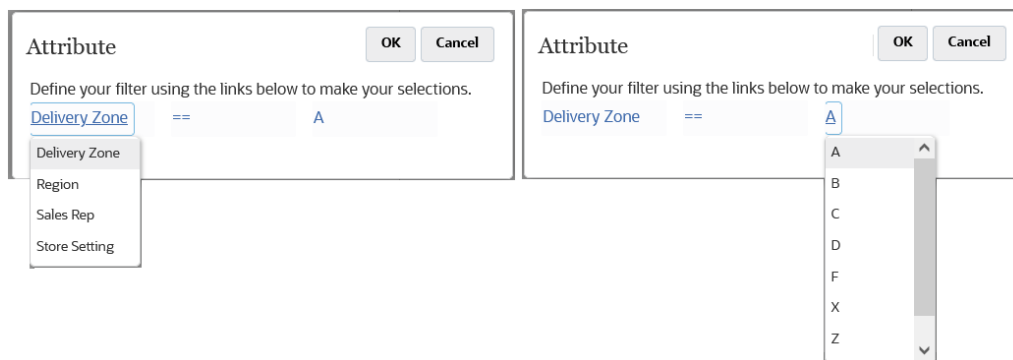 Attribute
OK
Cancel
Define your filter using the links below to make your selections.
Delivery Zone == A
Delivery Zone
Region
Sales Rep
Store Setting
Attribute
OK
Cancel
Define your filter using the links below to make your selections.
Delivery Zone == A
A
B
C
D
F
X
Z